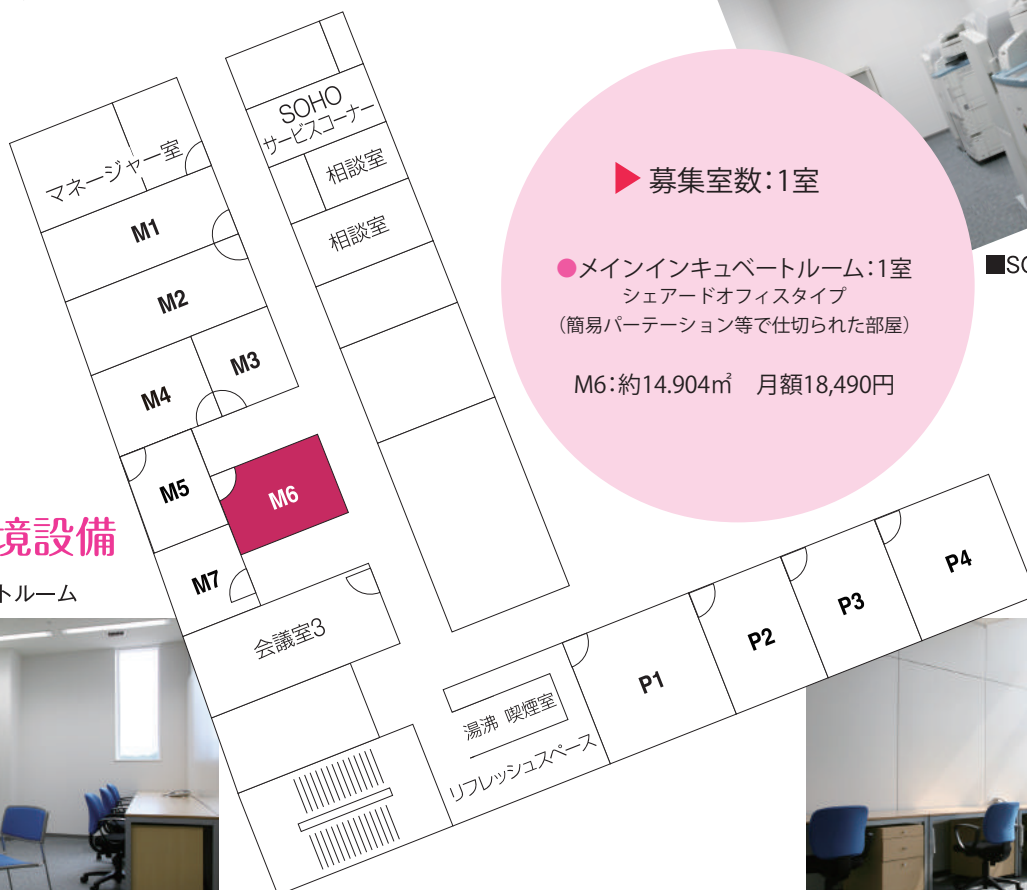 SOHO
サービスコーナー
マネージャー室
相談室
相談室
M1
M2
M3
M4
M5
M6
M7
会議室3
湯沸 喫煙室
リフレッシュスペース
P1
P2
P3
P4
▶ 募集室数：1室
●メインインキュベートルーム：1室
シェアードオフィスタイプ
（簡易パーテーション等で仕切られた部屋）
M6：約14.904㎡ 月額18,490円
■SO
境設備
トルーム